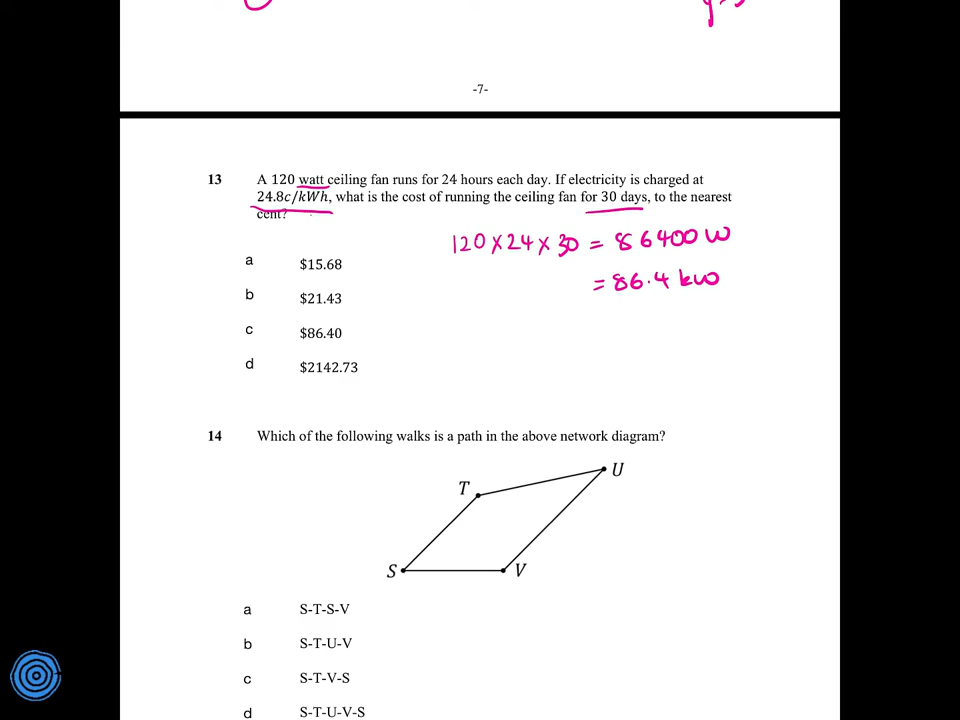 -7-
13 A 120 watt ceiling fan runs for 24 hours each day. If electricity is charged at
24.8c/kWh, what is the cost of running the ceiling fan for 30 days, to the nearest
cent?
120 x 24 x 30 = 86400 W
= 86.4 kW
a $15.68
b $21.43
c $86.40
d $2142.73
14 Which of the following walks is a path in the above network diagram?
U
T
S
V
a S-T-S-V
b S-T-U-V
c S-T-V-S
d S-T-U-V-S